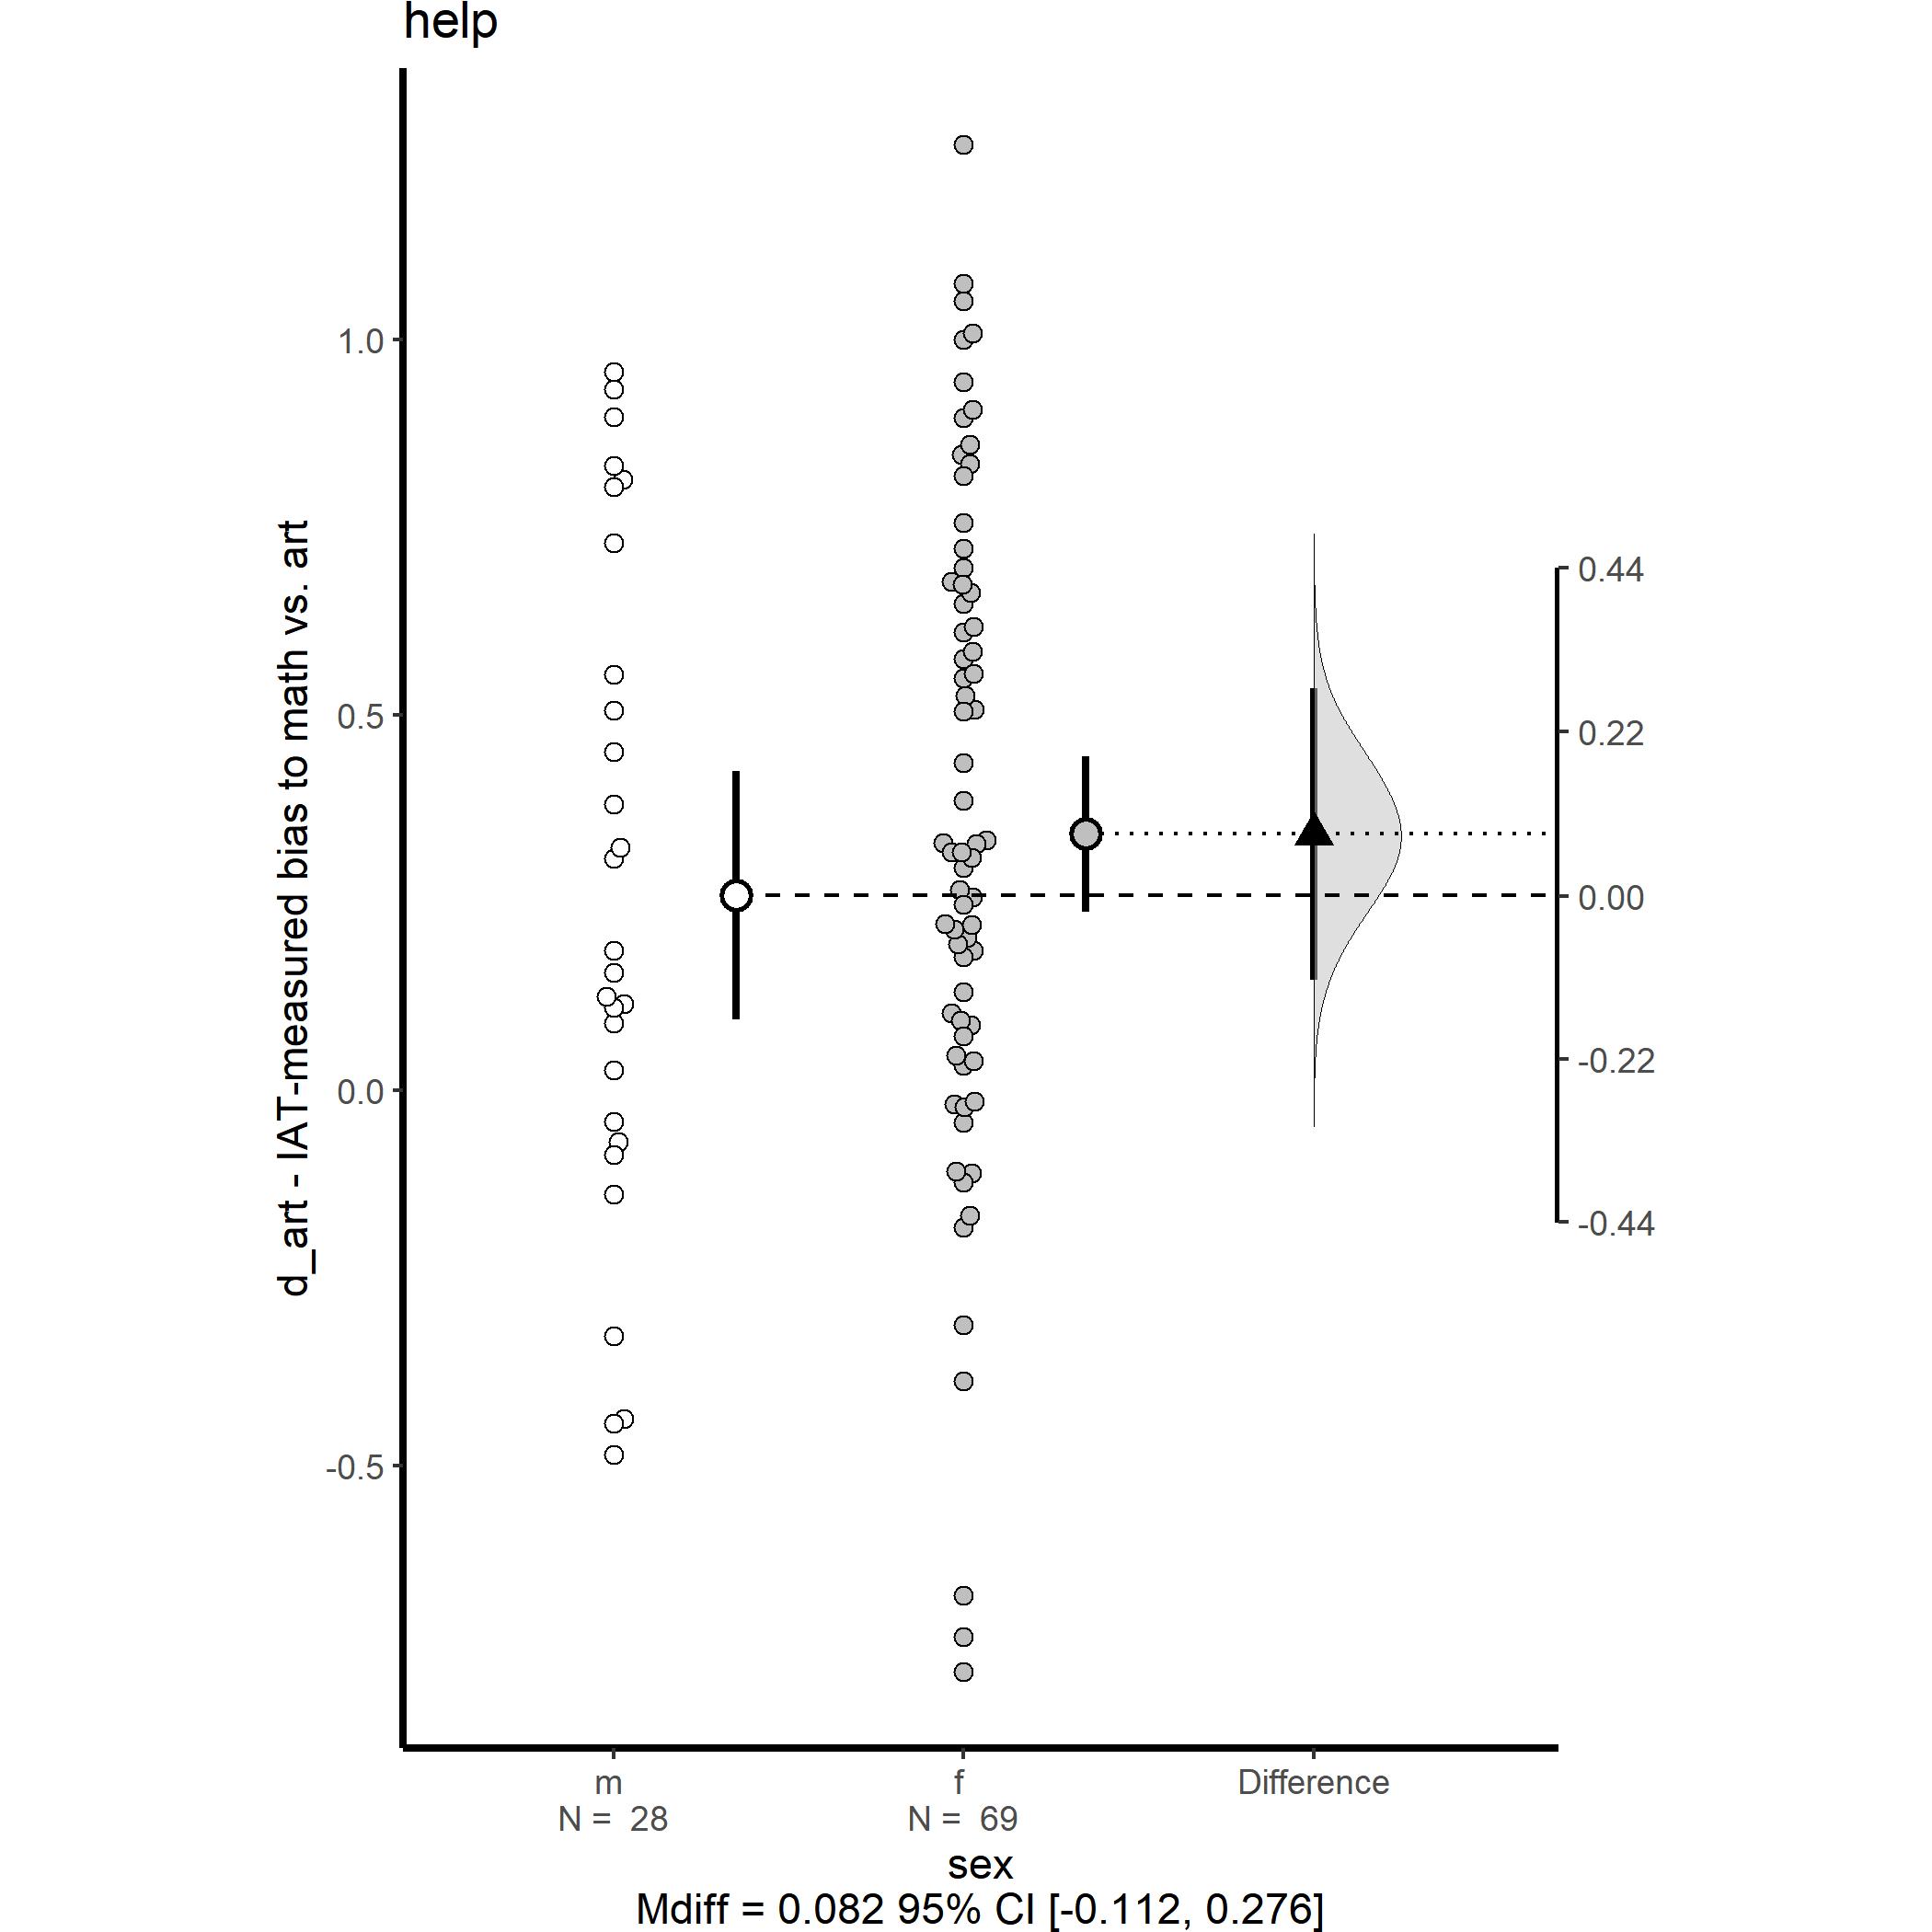 help
d_art - IAT-measured bias to math vs. art
1.0
0.5
0.0
-0.5
0.44
0.22
0.00
-0.22
-0.44
m
N = 28
f
N = 69
Difference
sex
Mdiff = 0.082 95% CI [-0.112, 0.276]